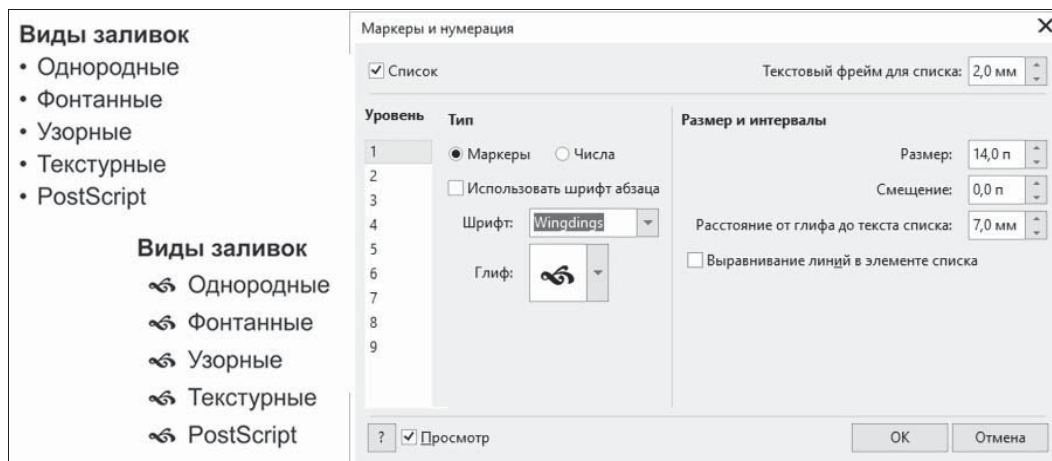 Виды заливок
• Однородные
• Фонтанные
• Узорные
• Текстурные
• PostScript
Виды заливок
Однородные
Фонтанные
Узорные
Текстурные
PostScript
Маркеры и нумерация
Список
Текстовый фрейм для списка: 2,0 мм
Уровень
1
2
3
4
5
6
7
8
9
Тип
Маркеры Числа
Использовать шрифт абзаца
Шрифт: Wingdings
Глиф:
Размер и интервалы
Размер: 14,0 п
Смещение: 0,0 п
Расстояние от глифа до текста списка: 7,0 мм
Выравнивание линий в элементе списка
? Просмотр
ОК Отмена